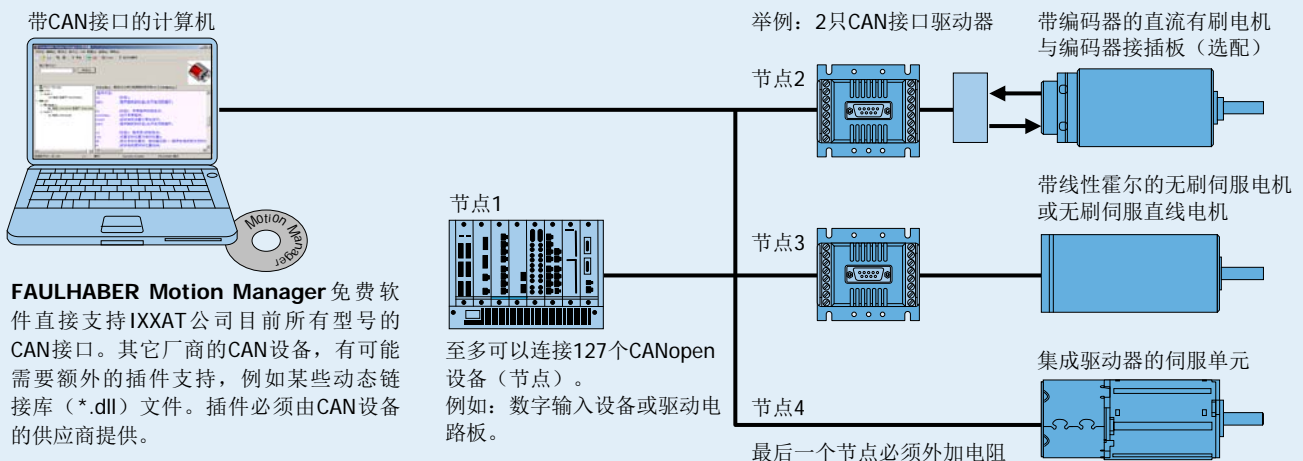 带CAN接口的计算机
Motion Manager
FAULHABER Motion Manager免费软
件直接支持IXXAT公司目前所有型号的
CAN接口。其它厂商的CAN设备，有可能
需要额外的插件支持，例如某些动态链
接库（*.dll）文件。插件必须由CAN设备
的供应商提供。
节点1
至多可以连接127个CANopen
设备（节点）。
例如：数字输入设备或驱动电
路板。
举例：2只CAN接口驱动器
节点2
节点3
节点4
最后一个节点必须外加电阻
带编码器的直流有刷电机
与编码器接插板（选配）
带线性霍尔的无刷伺服电机
或无刷伺服直线电机
集成驱动器的伺服单元